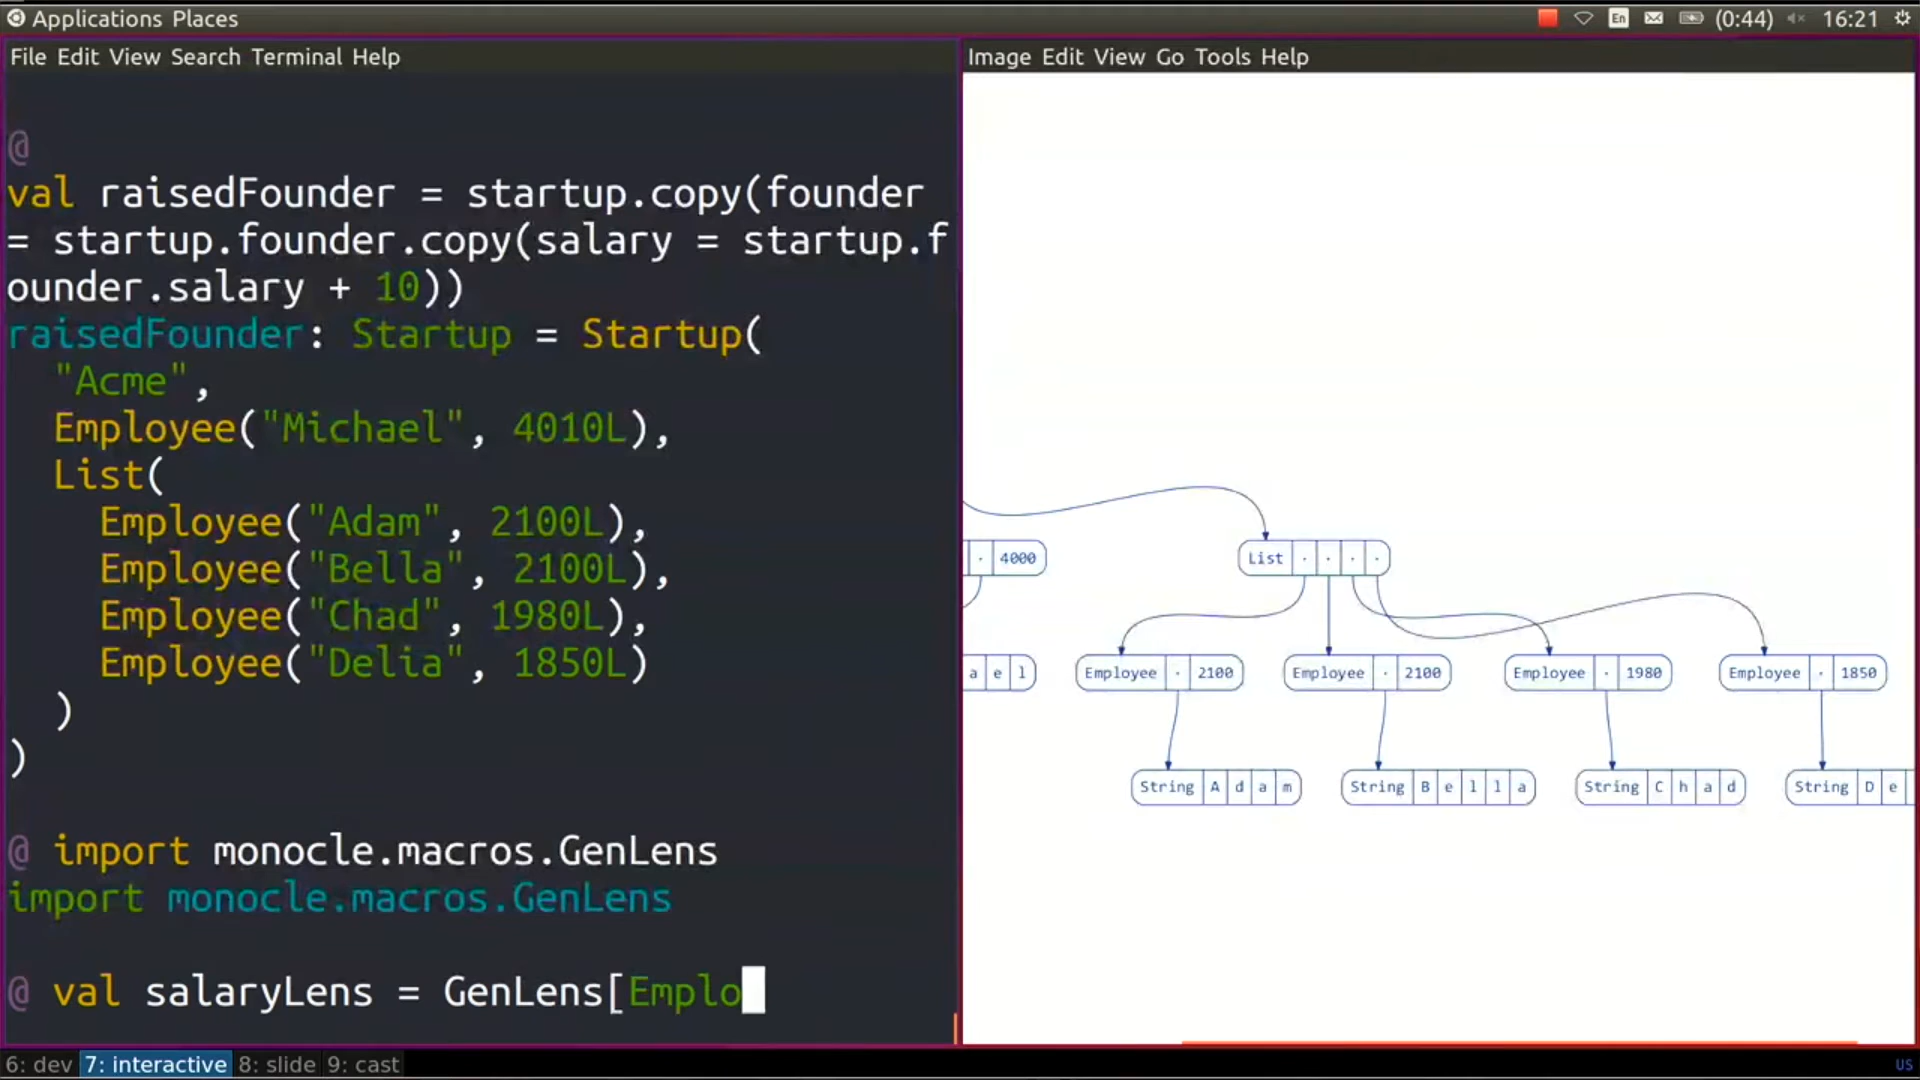 Applications Places
En (0:44) 16:21
File Edit View Search Terminal Help
@
val raisedFounder = startup.copy(founder
= startup.founder.copy(salary = startup.f
ounder.salary + 10))
raisedFounder: Startup = Startup(
"Acme",
Employee("Michael", 4010L),
List(
Employee("Adam", 2100L),
Employee("Bella", 2100L),
Employee("Chad", 1980L),
Employee("Delia", 1850L)
)
)
@ import monocle.macros.GenLens
import monocle.macros.GenLens
@ val salaryLens = GenLens[Emplo
Image Edit View Go Tools Help
· 4000
List · · · ·
a e l
Employee · 2100
Employee · 2100
Employee · 1980
Employee · 1850
String A d a m
String B e l l a
String C h a d
String D e
6: dev 7: interactive 8: slide 9: cast
US